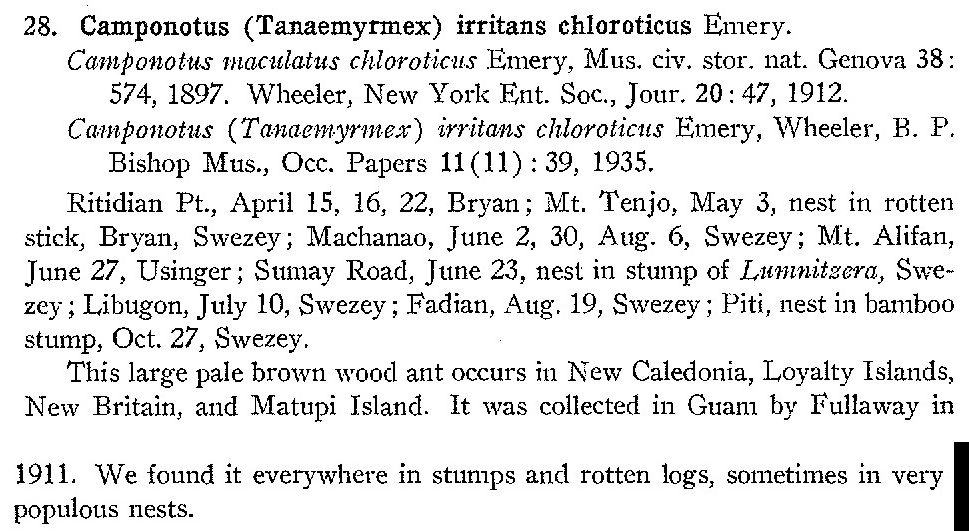 28. Camponotus (Tanaemyrmex) irritans chloroticus Emery.
Camponotus maculatus chloroticus Emery, Mus. civ. stor. nat. Genova 38:
574, 1897. Wheeler, New York Ent. Soc., Jour. 20: 47, 1912.
Camponotus (Tanaemyrmex) irritans chloroticus Emery, Wheeler, B. P.
Bishop Mus., Occ. Papers 11(11): 39, 1935.
Ritidian Pt., April 15, 16, 22, Bryan; Mt. Tenjo, May 3, nest in rotten
stick, Bryan, Swezey; Machanao, June 2, 30, Aug. 6, Swezey; Mt. Alifan,
June 27, Usinger; Sumay Road, June 23, nest in stump of Lumnitzera, Swe-
zey; Libugon, July 10, Swezey; Fadian, Aug. 19, Swezey; Piti, nest in bamboo
stump, Oct. 27, Swezey.
This large pale brown wood ant occurs in New Caledonia, Loyalty Islands,
New Britain, and Matupi Island. It was collected in Guam by Fullaway in
1911. We found it everywhere in stumps and rotten logs, sometimes in very
populous nests.